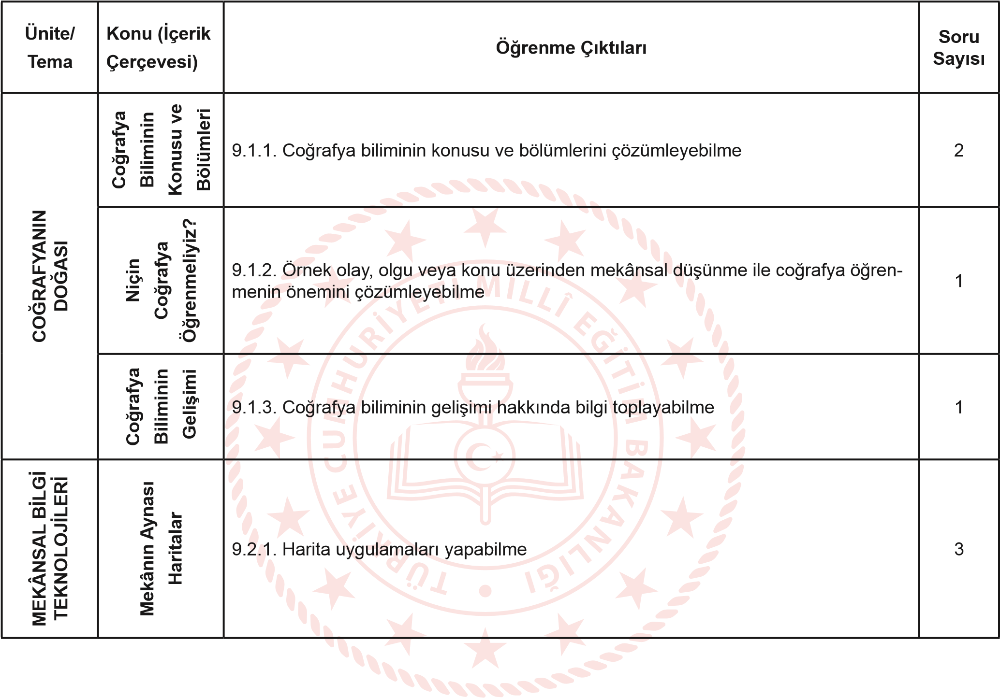 Ünite/
Tema
Konu (İçerik
Çerçevesi)
Öğrenme Çıktıları
Soru
Sayısı
COĞRAFYANIN
DOĞASI
Coğrafya
Biliminin
Konusu ve
Bölümleri
9.1.1. Coğrafya biliminin konusu ve bölümlerini çözümleyebilme
2
Niçin
Coğrafya
Öğrenmeliyiz?
9.1.2. Örnek olay, olgu veya konu üzerinden mekânsal düşünme ile coğrafya öğren-
menin önemini çözümleyebilme
1
Coğrafya
Biliminin
Gelişimi
9.1.3. Coğrafya biliminin gelişimi hakkında bilgi toplayabilme
1
MEKÂNSAL BİLGİ
TEKNOLOJİLERİ
Mekânın Aynası
Haritalar
9.2.1. Harita uygulamaları yapabilme
3
TÜRKİYE CUMHURİYETİ MİLLÎ EĞİTİM BAKANLIĞI